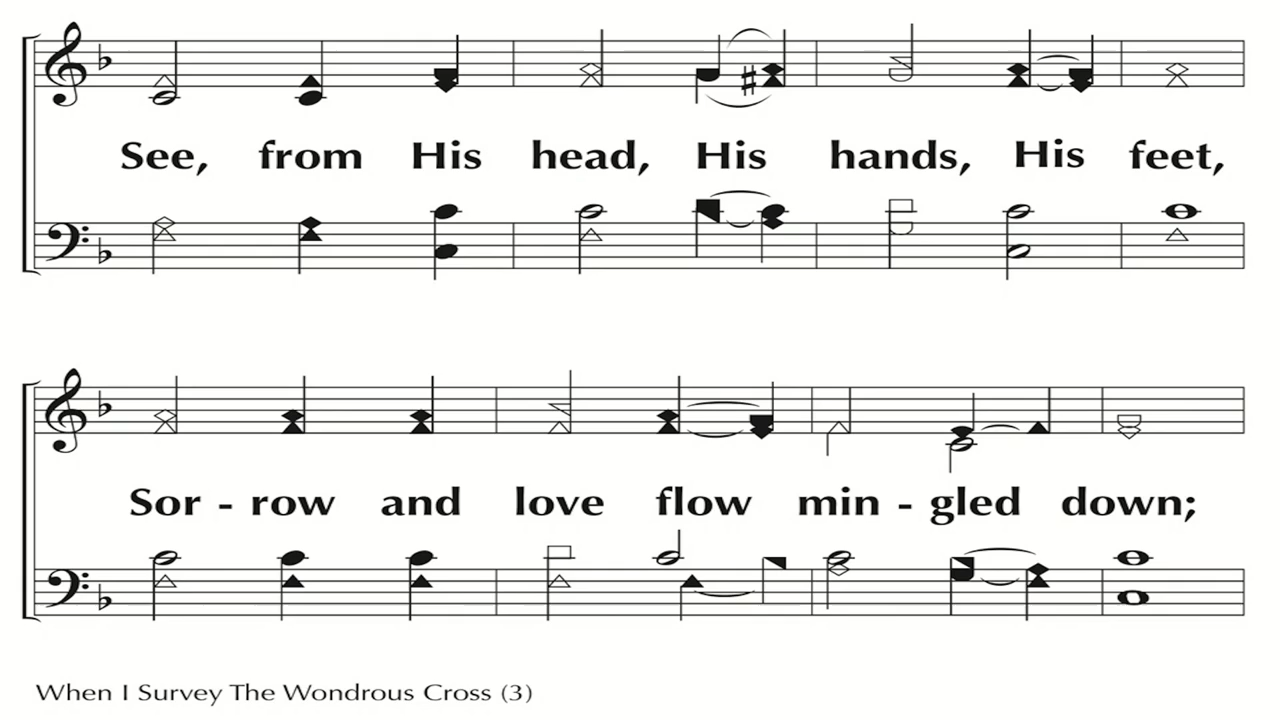 See, from His head, His hands, His feet,
Sor - row and love flow min - gled down;
When I Survey The Wondrous Cross (3)